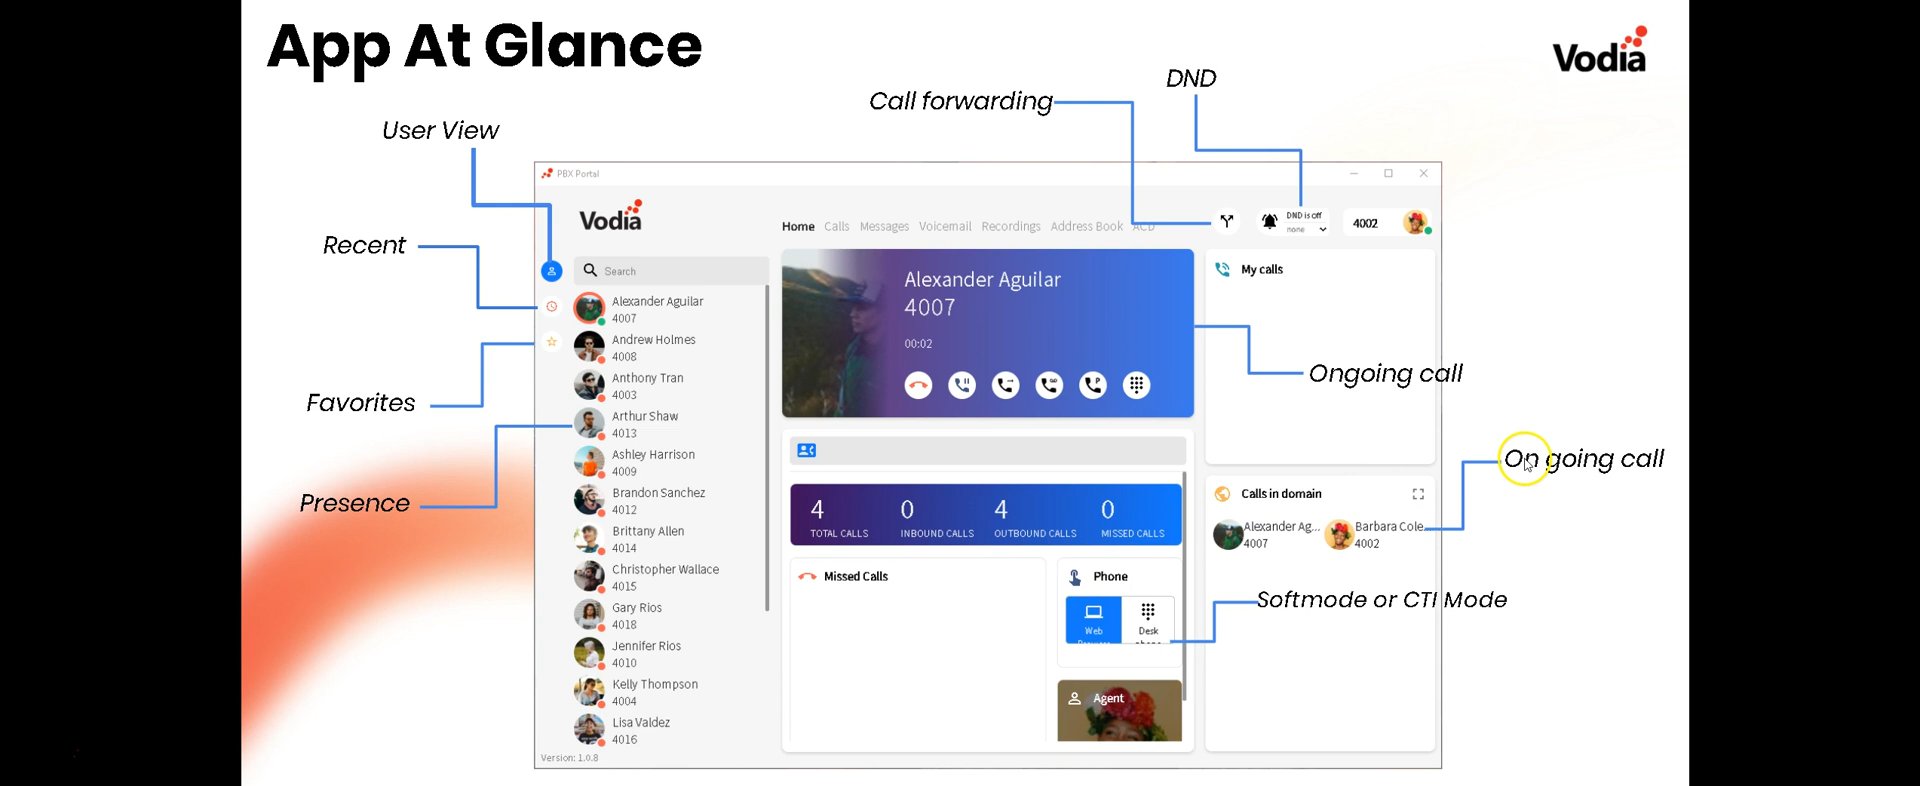 App At Glance
Vodia
DND
Call forwarding
User View
Recent
Favorites
Presence
PBX Portal
Vodia
Home Calls Messages Voicemail Recordings Address Book ACD
DND is off
none
4002
Search
Alexander Aguilar
4007
Andrew Holmes
4008
Anthony Tran
4003
Arthur Shaw
4013
Ashley Harrison
4009
Brandon Sanchez
4012
Brittany Allen
4014
Christopher Wallace
4015
Gary Rios
4018
Jennifer Rios
4010
Kelly Thompson
4004
Lisa Valdez
4016
Version: 1.0.8
Alexander Aguilar
4007
00:02
4 0 4 0
TOTAL CALLS INBOUND CALLS OUTBOUND CALLS MISSED CALLS
Missed Calls
Phone
Web
Browser
Desk
phone
Agent
My calls
Calls in domain
Alexander Ag...
4007
Barbara Cole...
4002
Ongoing call
On going call
Softmode or CTI Mode